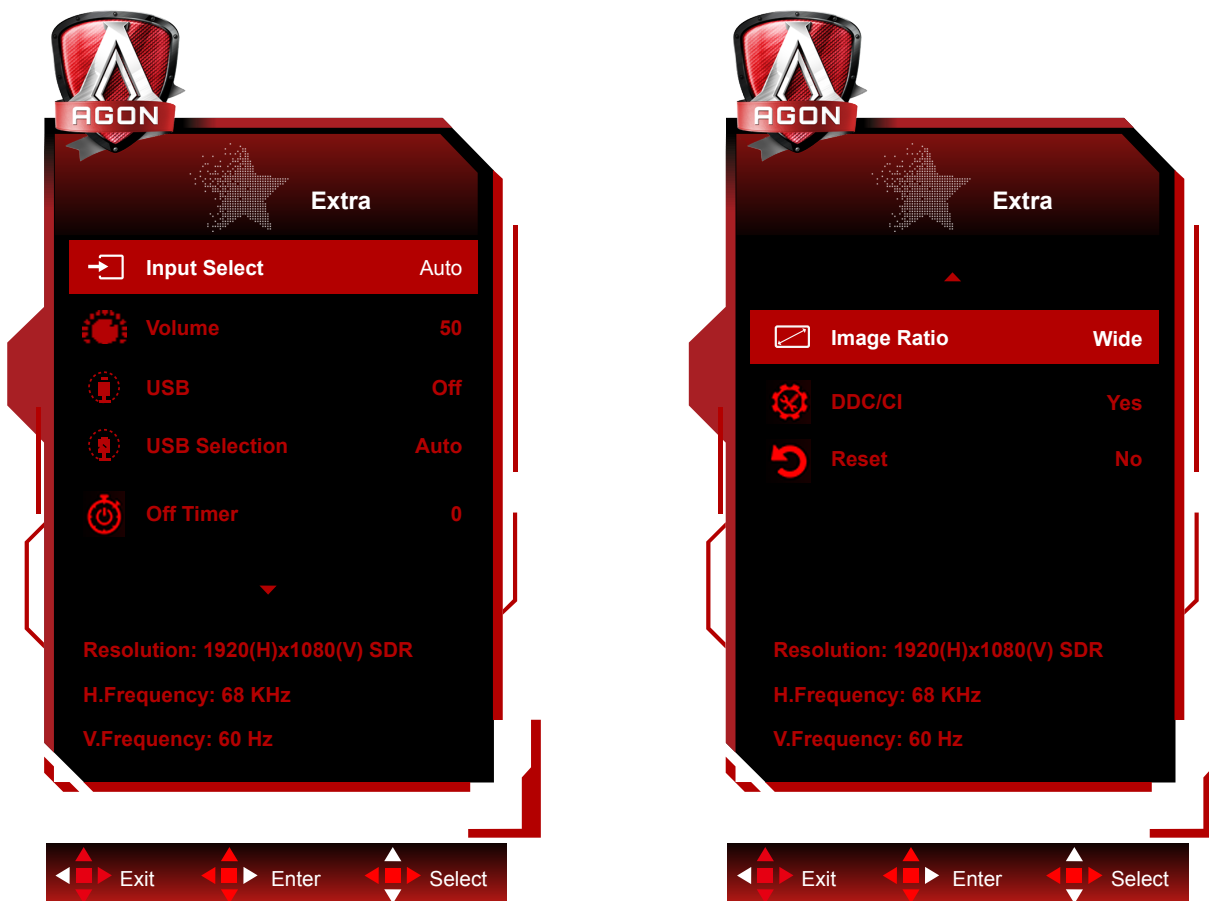 AGON
Extra
Input Select Auto
Volume 50
USB Off
USB Selection Auto
Off Timer 0
Resolution: 1920(H)x1080(V) SDR
H.Frequency: 68 KHz
V.Frequency: 60 Hz
Exit Enter Select
AGON
Extra
Image Ratio Wide
DDC/CI Yes
Reset No
Resolution: 1920(H)x1080(V) SDR
H.Frequency: 68 KHz
V.Frequency: 60 Hz
Exit Enter Select